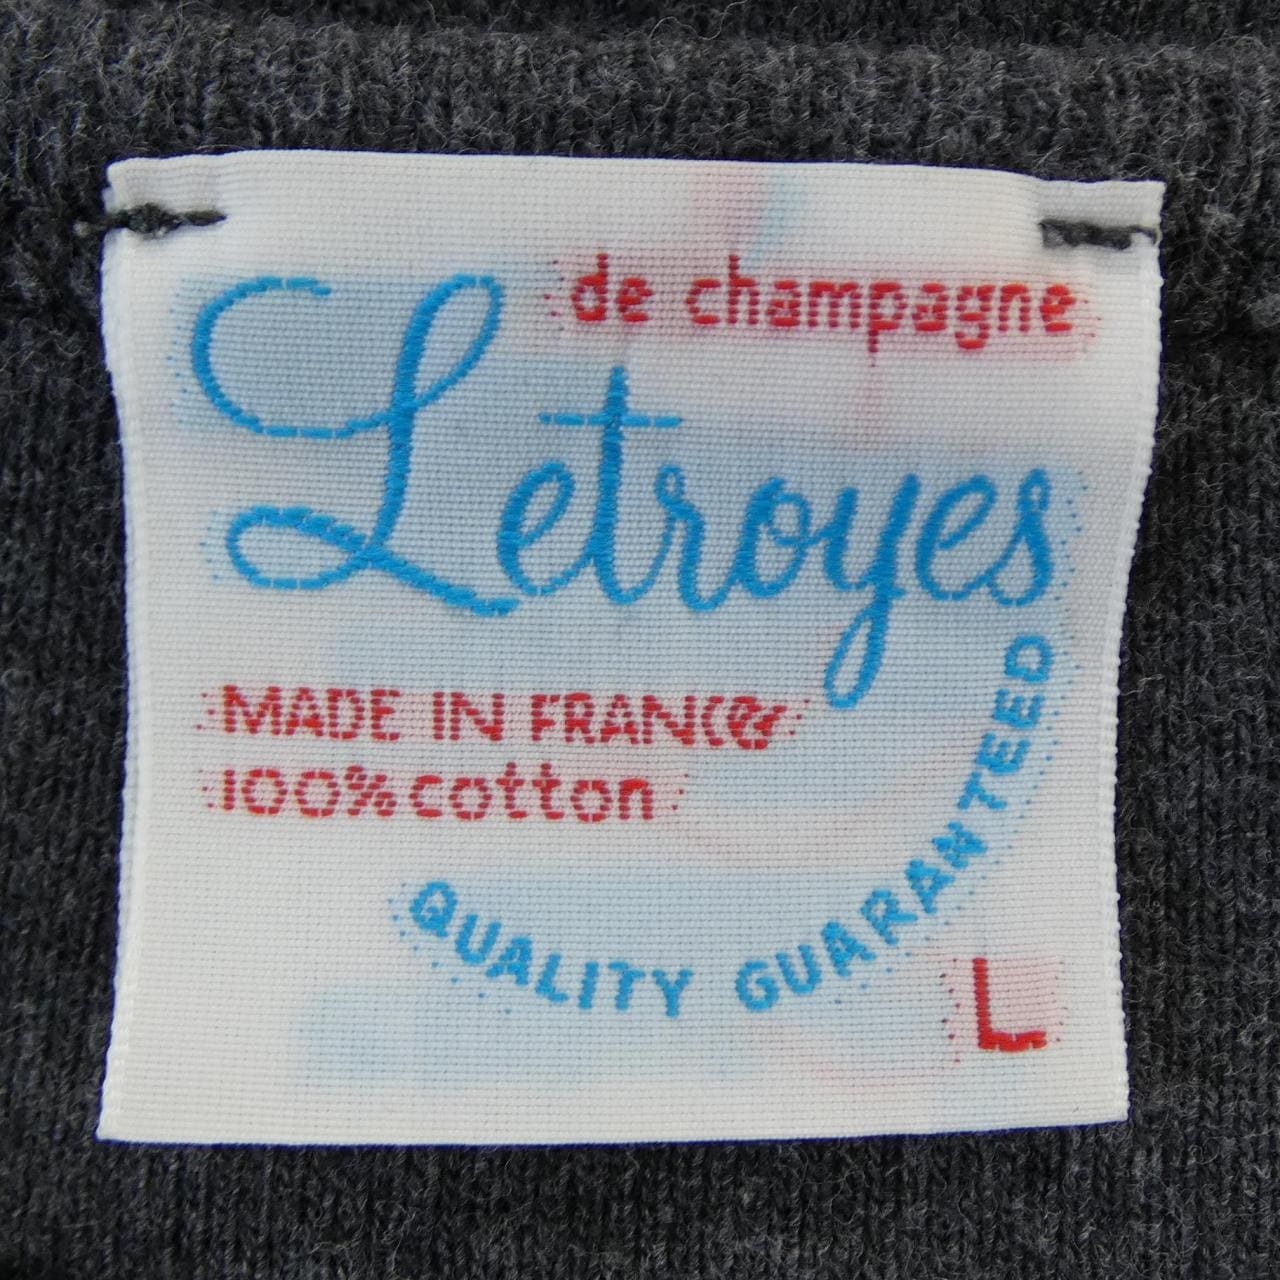 de champagne
Letroyes
MADE IN FRANCE
100% cotton
QUALITY GUARANTEED
L